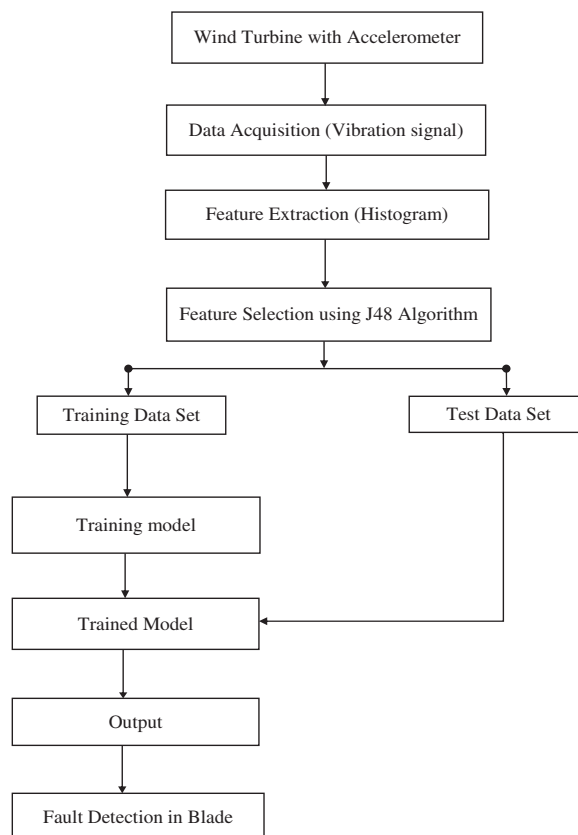 Wind Turbine with Accelerometer
Data Acquisition (Vibration signal)
Feature Extraction (Histogram)
Feature Selection using J48 Algorithm
Training Data Set
Test Data Set
Training model
Trained Model
Output
Fault Detection in Blade